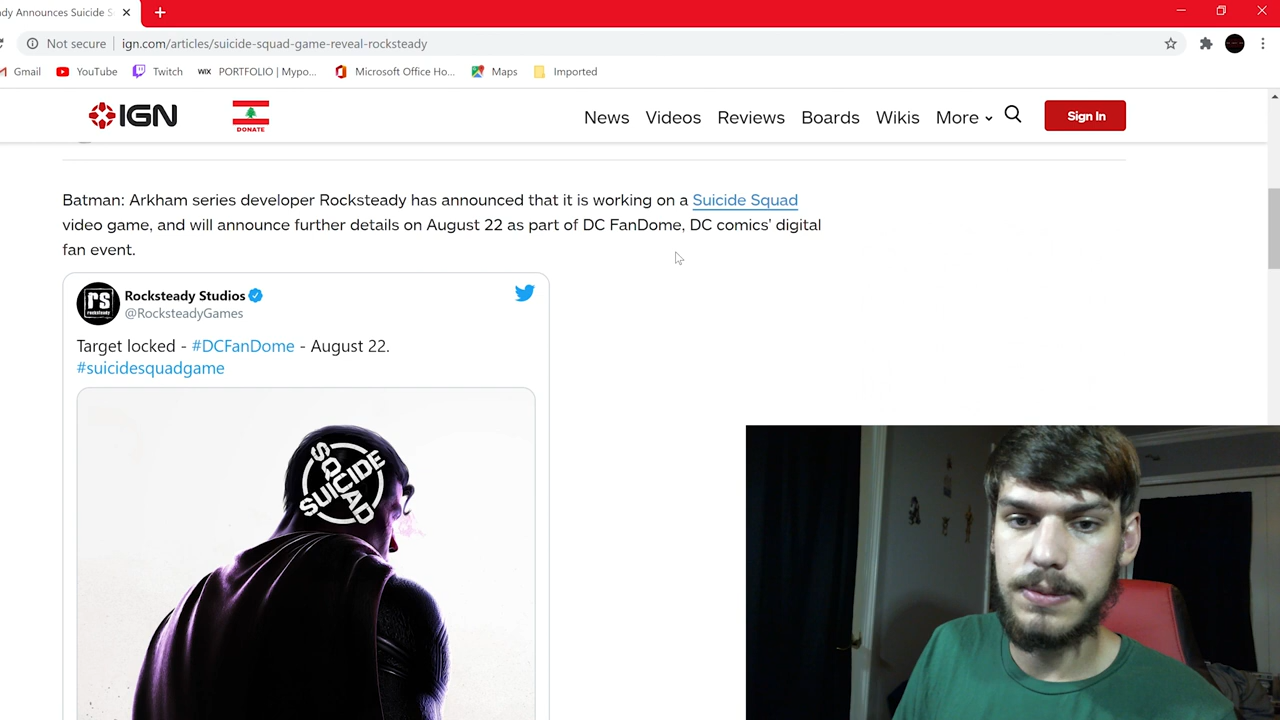 dy Announces Suicide S
Not secure
ign.com/articles/suicide-squad-game-reveal-rocksteady
Gmail
YouTube
Twitch
WIX PORTFOLIO | Mypo...
Microsoft Office Ho...
Maps
Imported
IGN
DONATE
News
Videos
Reviews
Boards
Wikis
More
Sign In
Batman: Arkham series developer Rocksteady has announced that it is working on a Suicide Squad
video game, and will announce further details on August 22 as part of DC FanDome, DC comics' digital
fan event.
rs
rocksteady
Rocksteady Studios
@RocksteadyGames
Target locked - #DCFanDome - August 22.
#suicidesquadgame
SUICIDE
SQUAD